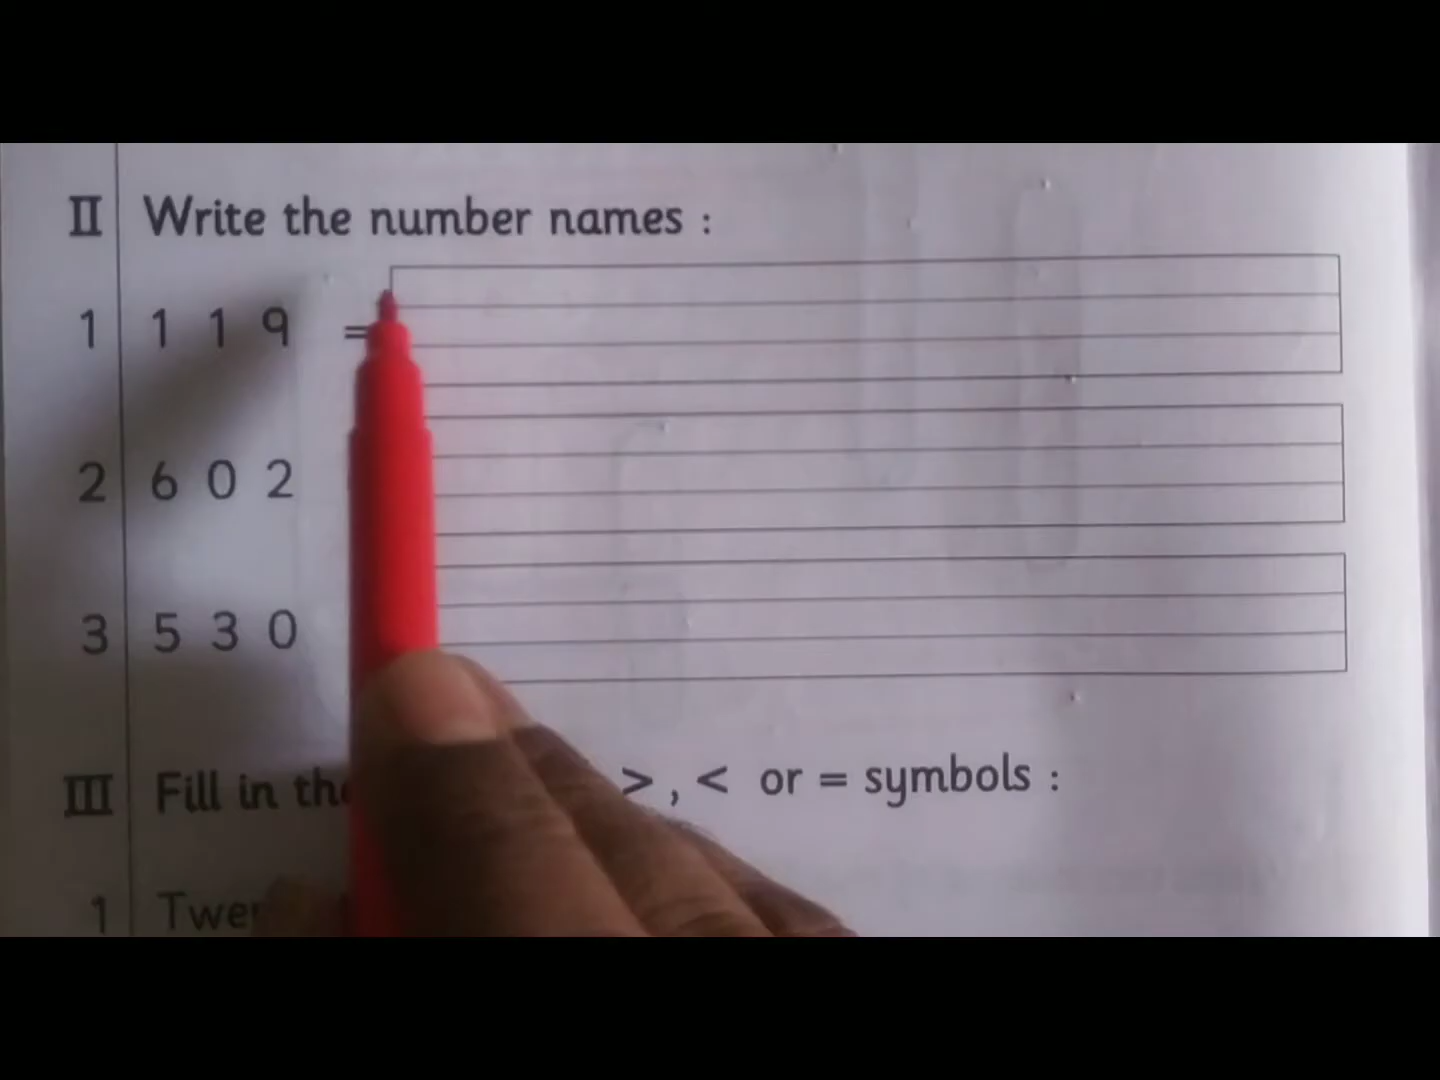 II Write the number names :
1 1 1 9 =
2 6 0 2
3 5 3 0
III Fill in > , < or = symbols :
1